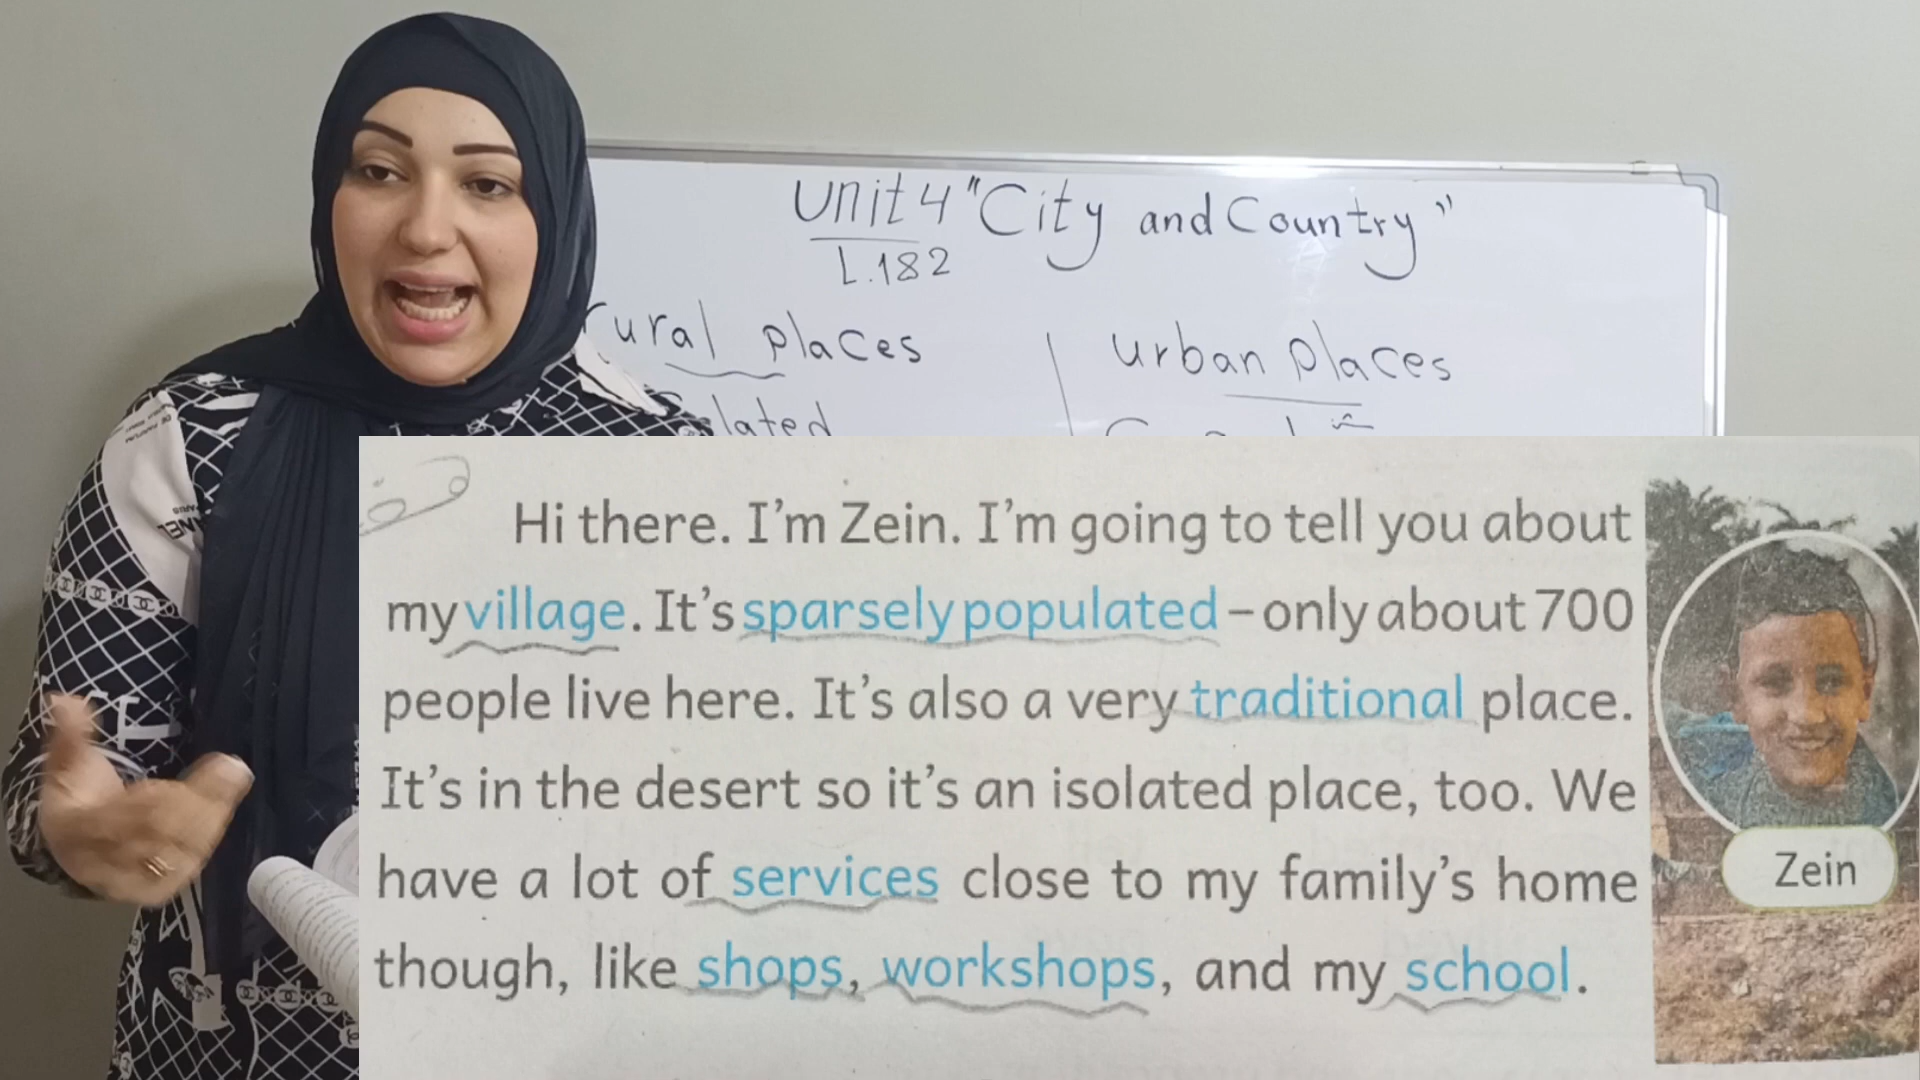 Unit 4 "City and Country"
L.1&2
rural places
urban places
lated
Hi there. I'm Zein. I'm going to tell you about
my village. It's sparsely populated – only about 700
people live here. It's also a very traditional place.
It's in the desert so it's an isolated place, too. We
have a lot of services close to my family's home
though, like shops, workshops, and my school.
Zein